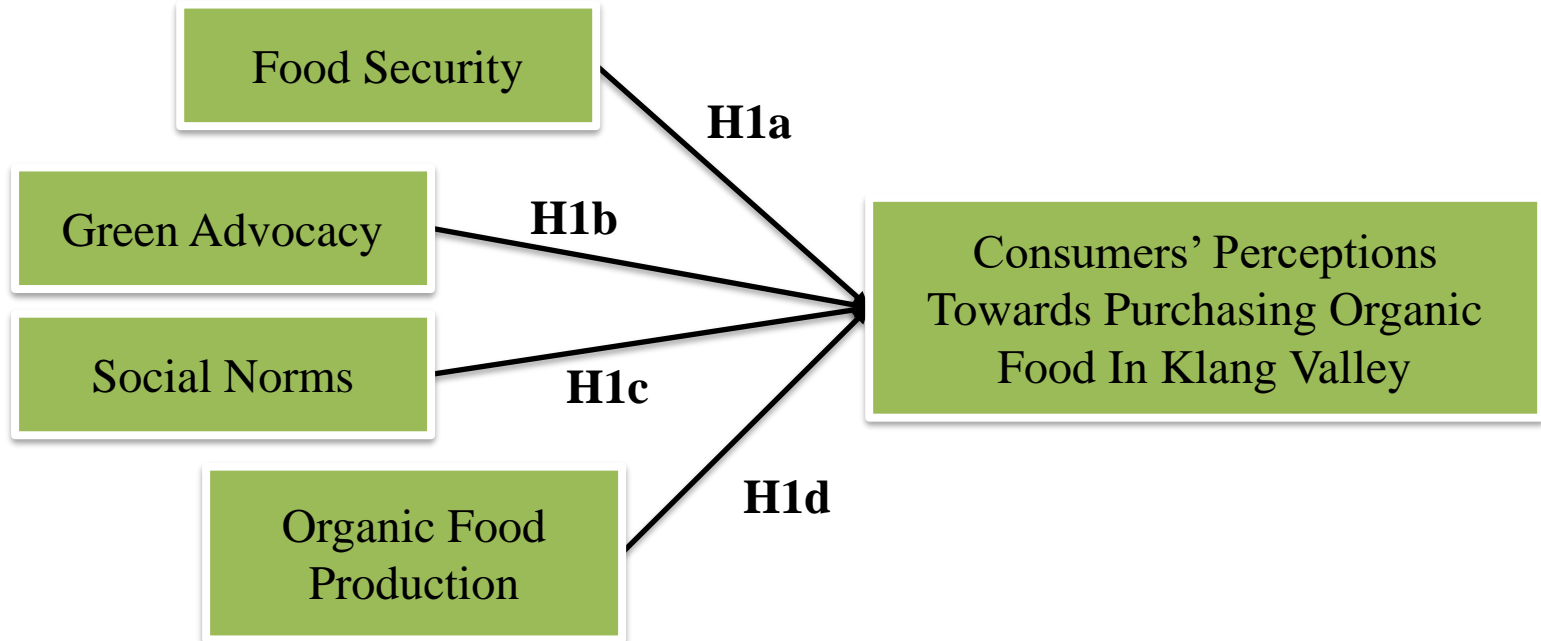 Food Security
H1a
Green Advocacy
H1b
Consumers’ Perceptions
Towards Purchasing Organic
Food In Klang Valley
Social Norms
H1c
Organic Food
Production
H1d